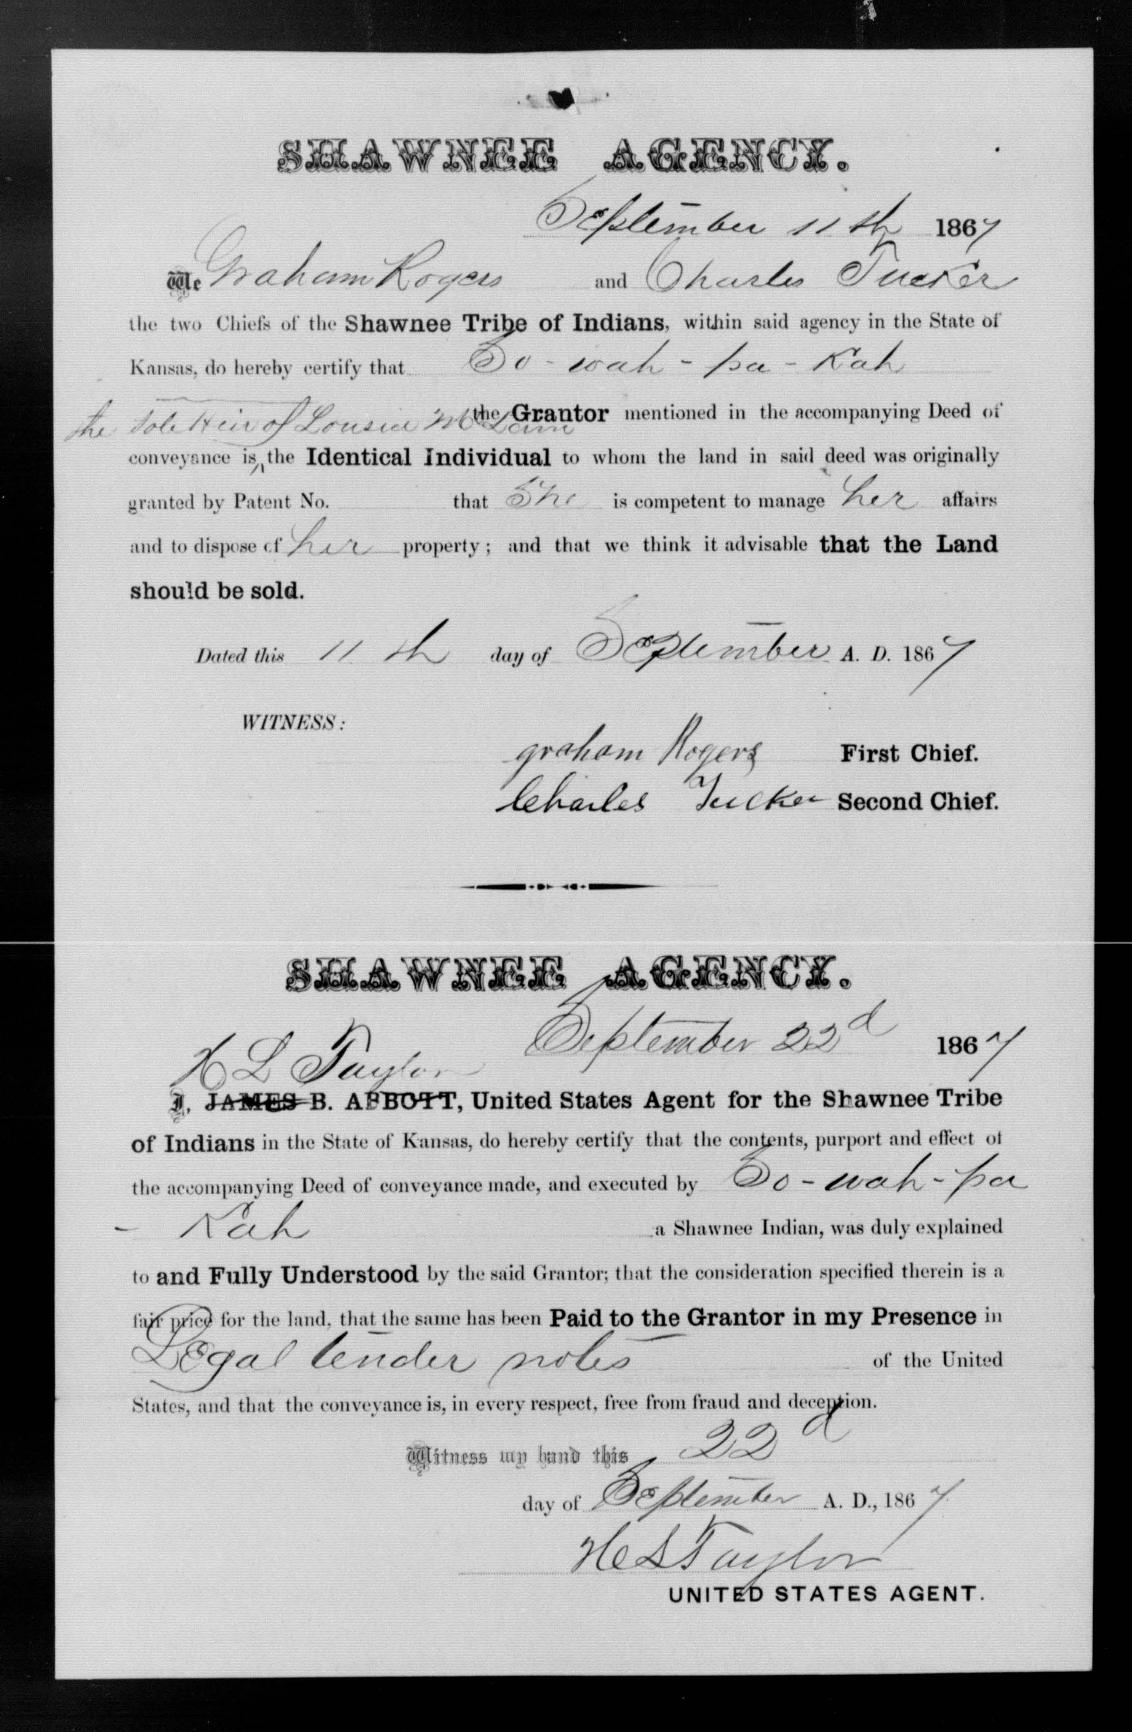 SHAWNEE AGENCY.
September 11th 1867
We Graham Rogers and Charles Tucker
the two Chiefs of the Shawnee Tribe of Indians, within said agency in the State of
Kansas, do hereby certify that So-wah-pa-Kah
the Grantor mentioned in the accompanying Deed of
the Sole Heir of Lousia
conveyance is ^ the Identical Individual to whom the land in said deed was originally
granted by Patent No. that She is competent to manage her affairs
and to dispose of her property; and that we think it advisable that the Land
should be sold.
Dated this 11th day of September A. D. 1867
WITNESS:
graham Rogers First Chief.
Charles Tucker Second Chief.
SHAWNEE AGENCY.
September 22d 1867
H L Taylor
I, JAMES B. ABBOTT, United States Agent for the Shawnee Tribe
of Indians in the State of Kansas, do hereby certify that the contents, purport and effect of
the accompanying Deed of conveyance made, and executed by So-wah-pa
- Kah a Shawnee Indian, was duly explained
to and Fully Understood by the said Grantor; that the consideration specified therein is a
fair price for the land, that the same has been Paid to the Grantor in my Presence in
Legal tender notes of the United
States, and that the conveyance is, in every respect, free from fraud and deception.
Witness my hand this 22d
day of September A. D., 1867
H L Taylor
UNITED STATES AGENT.